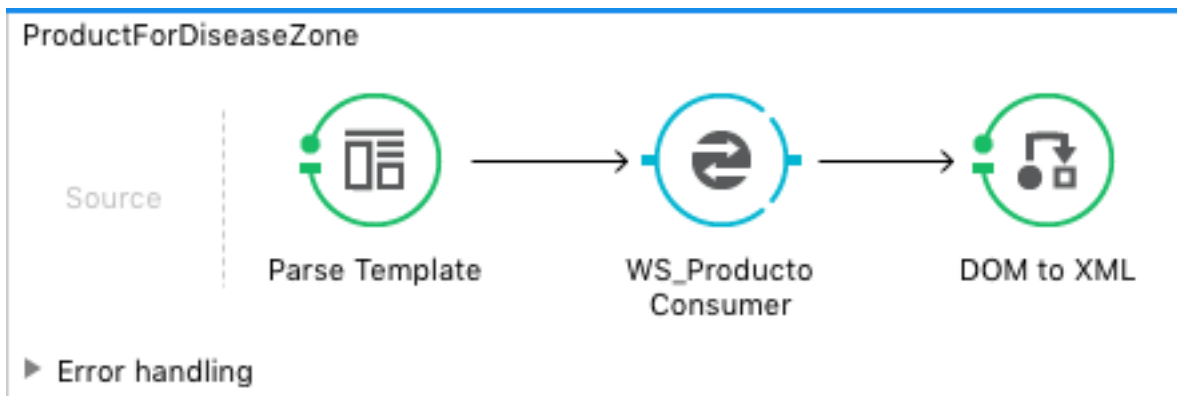 ProductForDiseaseZone
Source
Parse Template
WS_Producto
Consumer
DOM to XML
Error handling